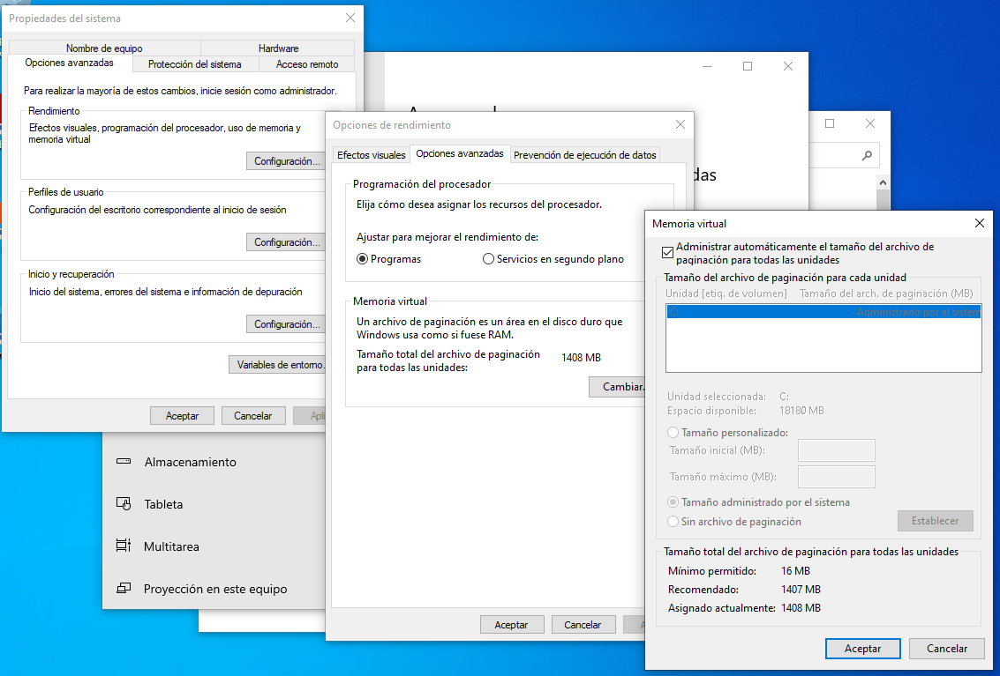 Propiedades del sistema
Nombre de equipo
Hardware
Opciones avanzadas
Protección del sistema
Acceso remoto
Para realizar la mayoría de estos cambios, inicie sesión como administrador.
Rendimiento
Efectos visuales, programación del procesador, uso de memoria y
memoria virtual
Configuración...
Perfiles de usuario
Configuración del escritorio correspondiente al inicio de sesión
Configuración...
Inicio y recuperación
Inicio del sistema, errores del sistema e información de depuración
Configuración...
Variables de entorno.
Aceptar
Cancelar
Apli
das
Almacenamiento
Tableta
Multitarea
Proyección en este equipo
Opciones de rendimiento
Efectos visuales
Opciones avanzadas
Prevención de ejecución de datos
Programación del procesador
Elija cómo desea asignar los recursos del procesador.
Ajustar para mejorar el rendimiento de:
Programas
Servicios en segundo plano
Memoria virtual
Un archivo de paginación es un área en el disco duro que
Windows usa como si fuese RAM.
Tamaño total del archivo de paginación
para todas las unidades:
1408 MB
Cambiar.
Aceptar
Cancelar
A
Memoria virtual
Administrar automáticamente el tamaño del archivo de
paginación para todas las unidades
Tamaño del archivo de paginación para cada unidad
Unidad [etiq. de volumen]
Tamaño del arch. de paginación (MB)
C:
Administrado por el sistem
Unidad seleccionada:
C:
Espacio disponible:
18180 MB
Tamaño personalizado:
Tamaño inicial (MB):
Tamaño máximo (MB):
Tamaño administrado por el sistema
Sin archivo de paginación
Establecer
Tamaño total del archivo de paginación para todas las unidades
Mínimo permitido:
16 MB
Recomendado:
1407 MB
Asignado actualmente:
1408 MB
Aceptar
Cancelar